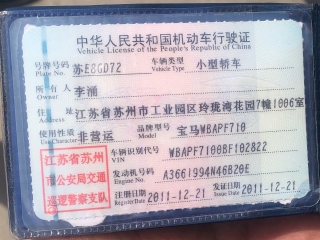 中华人民共和国机动车行驶证
Vehicle License of the People's Republic of China
号牌号码 苏E8GD72 车辆类型 小型轿车
Plate No. Vehicle Type
所有人 李涌
Owner
住址 江苏省苏州市工业园区玲珑湾花园7幢1006室
使用性质 非营运 品牌型号 宝马WBAPF710
江苏省苏州
市公安局交通
巡逻警察支队
车辆识别代号 WBAPF7100BF102822
VIN
发动机号码 A3661994N46B20E
注册日期 2011-12-21 发证日期 2011-12-21
Register Date Issue Date